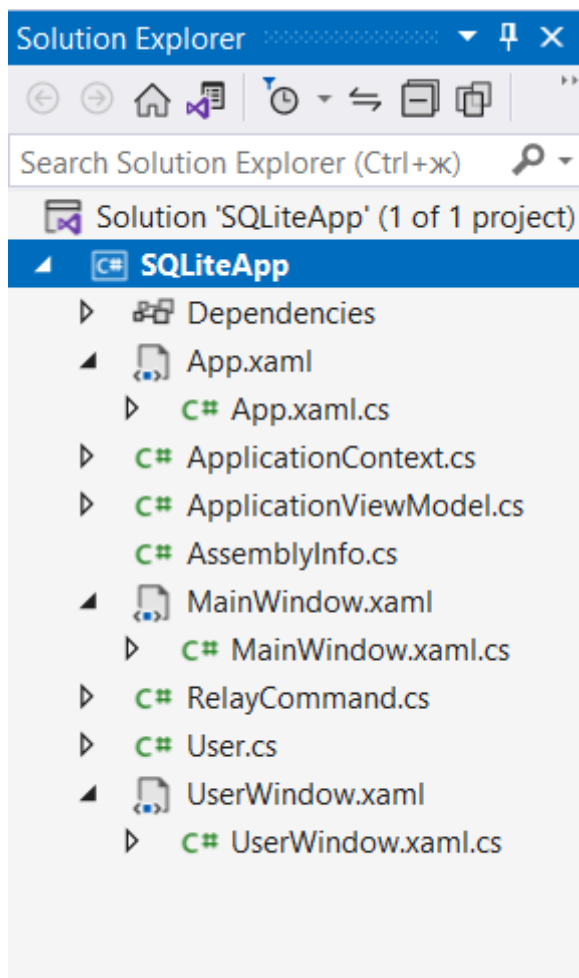 Solution Explorer
Search Solution Explorer (Ctrl+ж)
Solution 'SQLiteApp' (1 of 1 project)
C# SQLiteApp
Dependencies
App.xaml
C# App.xaml.cs
C# ApplicationContext.cs
C# ApplicationViewModel.cs
C# AssemblyInfo.cs
MainWindow.xaml
C# MainWindow.xaml.cs
C# RelayCommand.cs
C# User.cs
UserWindow.xaml
C# UserWindow.xaml.cs